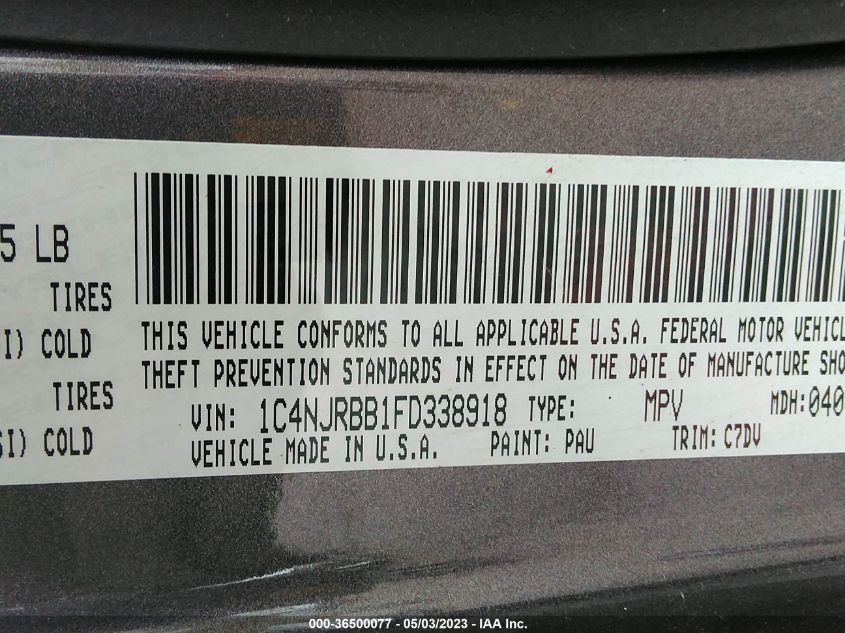 5 LB
TIRES
I) COLD
TIRES
SI) COLD
THIS VEHICLE CONFORMS TO ALL APPLICABLE U.S.A. FEDERAL MOTOR VEHICL
THEFT PREVENTION STANDARDS IN EFFECT ON THE DATE OF MANUFACTURE SHO
VIN: 1C4NJRBB1FD338918 TYPE: MPV MDH:040
VEHICLE MADE IN U.S.A. PAINT: PAU TRIM: C7DV
000-36500077 - 05/03/2023 - IAA Inc.